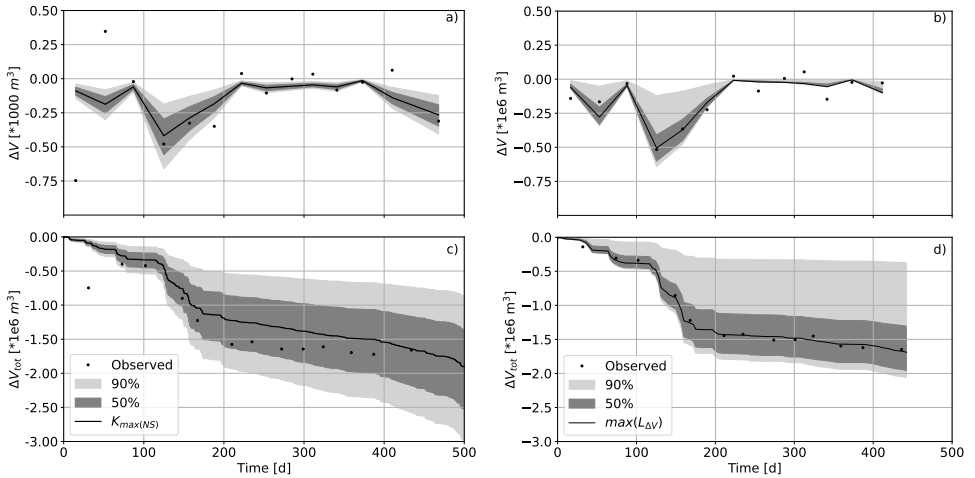 a)
0.50
0.25
0.00
-0.25
-0.50
-0.75
ΔV [*1000 m³]
b)
0.50
0.25
0.00
−0.25
−0.50
−0.75
ΔV [*1e6 m³]
c)
0.00
-0.50
-1.00
-1.50
-2.00
-2.50
-3.00
ΔV_tot [*1e6 m³]
Observed
90%
50%
K_max(NS)
0 100 200 300 400 500
Time [d]
d)
0.0
−0.5
−1.0
−1.5
−2.0
−2.5
−3.0
ΔV_tot [*1e6 m³]
Observed
90%
50%
max(L_ΔV)
0 100 200 300 400 500
Time [d]